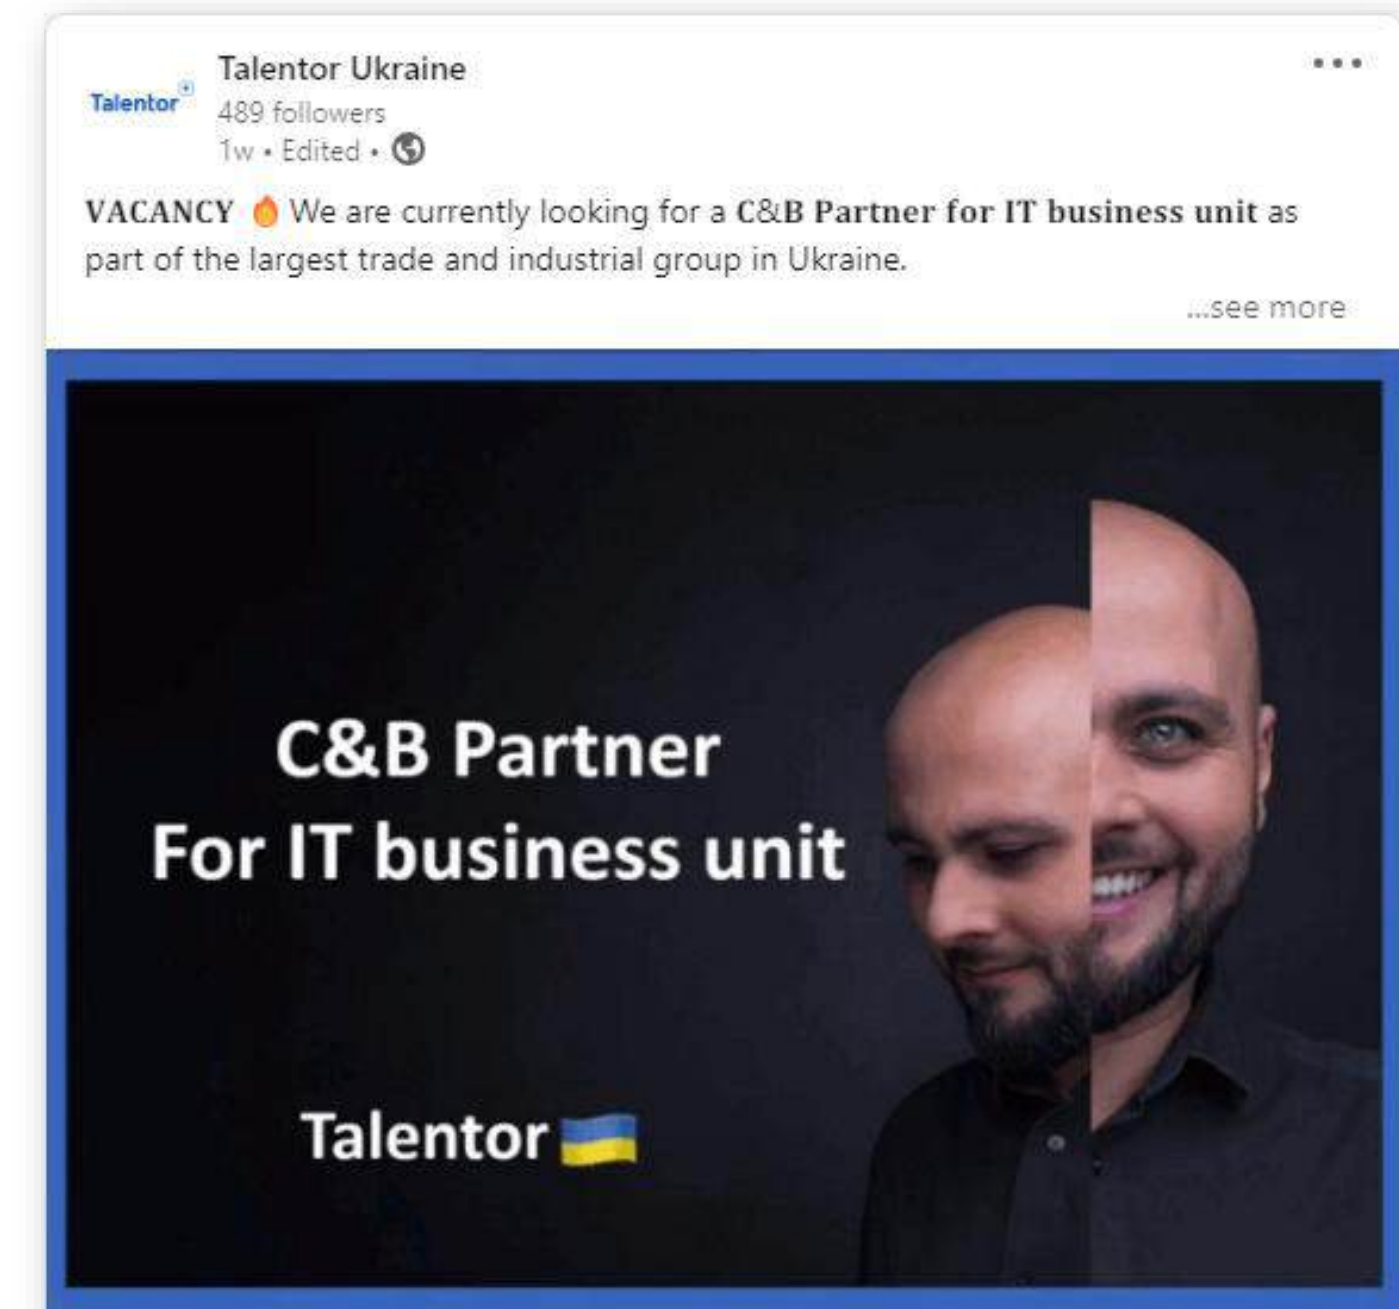 Talentor Ukraine
Talentor
489 followers
1w • Edited •
VACANCY 🔥 We are currently looking for a C&B Partner for IT business unit as
part of the largest trade and industrial group in Ukraine.
...see more
C&B Partner
For IT business unit
Talentor 🇺🇦